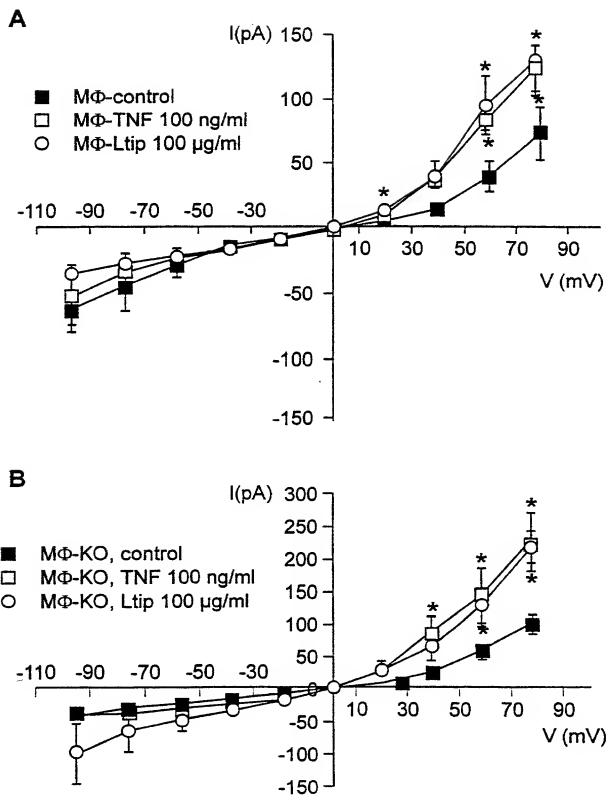 A
I(pA)
150
100
50
-50
-100
-150
MΦ-control
MΦ-TNF 100 ng/ml
MΦ-Ltip 100 µg/ml
* * * * *
-110 -90 -70 -50 -30
10 30 50 70 90
V (mV)
B
I(pA)
300
250
200
150
100
50
0
-50
-100
-150
MΦ-KO, control
MΦ-KO, TNF 100 ng/ml
MΦ-KO, Ltip 100 µg/ml
* * * * *
-110 -90 -70 -50 -30
10 30 50 70 90
V (mV)